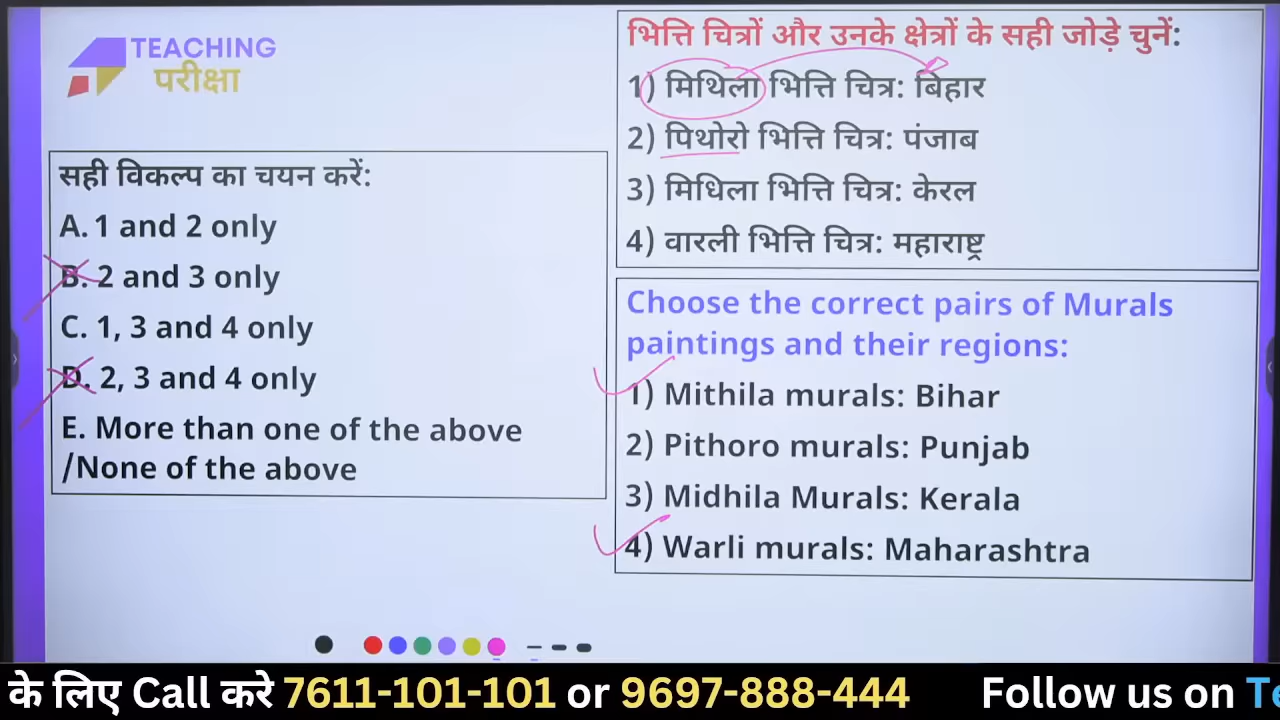 TEACHING
परीक्षा
सही विकल्प का चयन करें:
A. 1 and 2 only
B. 2 and 3 only
C. 1, 3 and 4 only
D. 2, 3 and 4 only
E. More than one of the above
/None of the above
भित्ति चित्रों और उनके क्षेत्रों के सही जोड़े चुनें:
1) मिथिला भित्ति चित्र: बिहार
2) पिथोरो भित्ति चित्र: पंजाब
3) मिधिला भित्ति चित्र: केरल
4) वारली भित्ति चित्र: महाराष्ट्र
Choose the correct pairs of Murals
paintings and their regions:
1) Mithila murals: Bihar
2) Pithoro murals: Punjab
3) Midhila Murals: Kerala
4) Warli murals: Maharashtra
के लिए Call करे 7611-101-101 or 9697-888-444 Follow us on Te